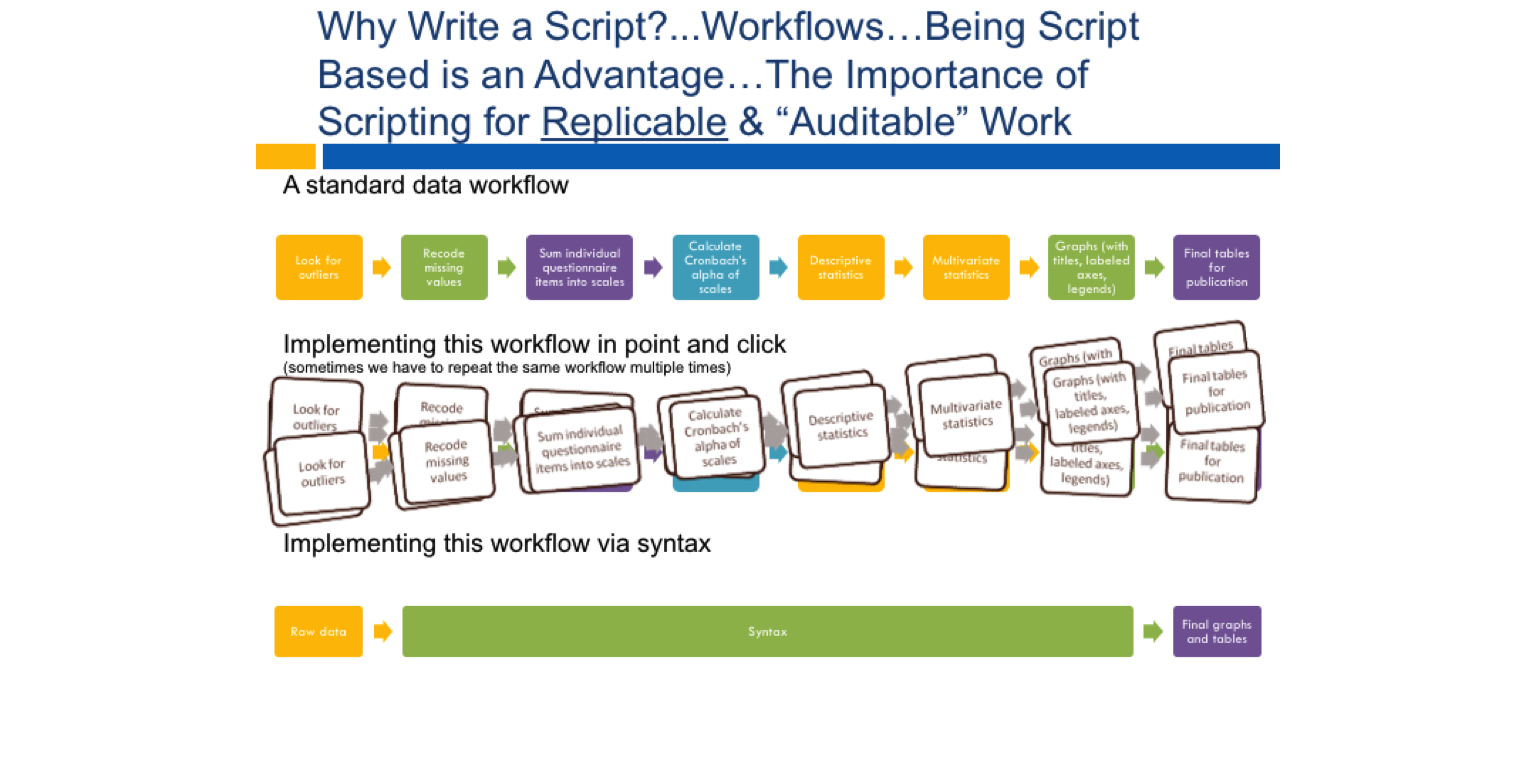 Why Write a Script?...Workflows…Being Script
Based is an Advantage…The Importance of
Scripting for Replicable & “Auditable” Work
A standard data workflow
Look for
outliers
Recode
missing
values
Sum individual
questionnaire
items into scales
Calculate
Cronbach's
alpha of
scales
Descriptive
statistics
Multivariate
statistics
Graphs (with
titles, labeled
axes,
legends)
Final tables
for
publication
Implementing this workflow in point and click
(sometimes we have to repeat the same workflow multiple times)
Look for
outliers
Look for
outliers
Recode
Recode
missing
values
Sum individual
questionnaire
items into scales
Calculate
Cronbach's
alpha of
scales
Descriptive
statistics
Multivariate
statistics
statistics
Graphs (with
Graphs (with
titles,
labeled axes,
legends)
titles,
labeled axes,
legends)
Final tables
Final tables
for
publication
Final tables
for
publication
Implementing this workflow via syntax
Raw data
Syntax
Final graphs
and tables